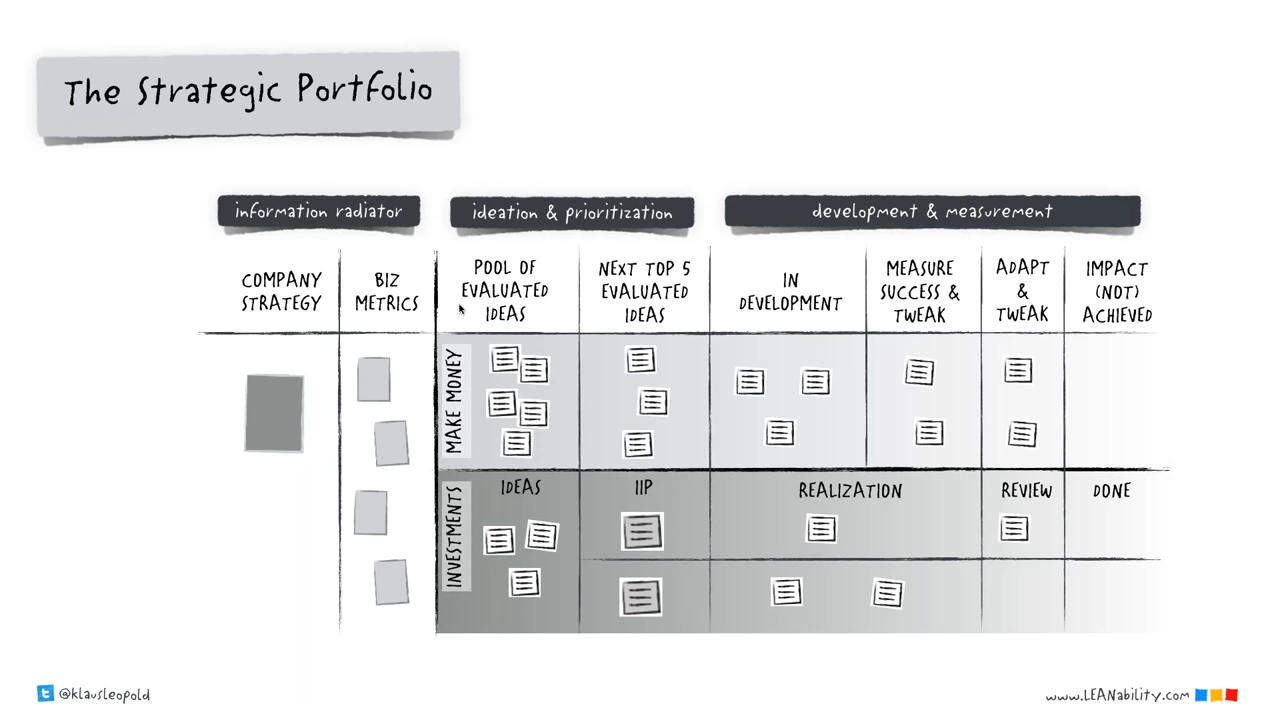 The Strategic Portfolio
information radiator
ideation & prioritization
development & measurement
COMPANY
STRATEGY
BIZ
METRICS
POOL OF
EVALUATED
IDEAS
NEXT TOP 5
EVALUATED
IDEAS
IN
DEVELOPMENT
MEASURE
SUCCESS &
TWEAK
ADAPT
&
TWEAK
IMPACT
(NOT)
ACHIEVED
MAKE MONEY
INVESTMENTS
IDEAS
IIP
REALIZATION
REVIEW
DONE
@klausleopold
www.LEANability.com